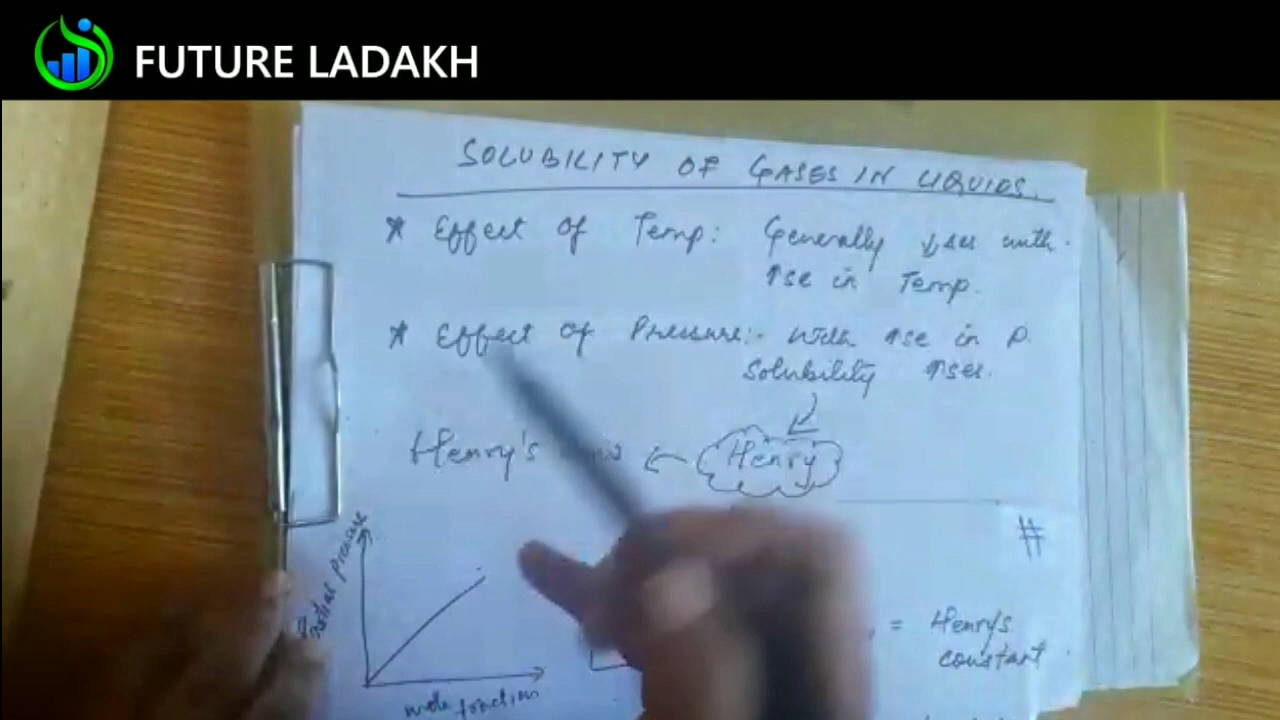 FUTURE LADAKH
SOLUBILITY OF GASES IN LIQUIDS.
* Effect of Temp: Generally ↓ses with
↑se in Temp.
* Effect of Pressure:- With ↑se in P.
Solubility ↑ses.
Henry's ← Henry
#
Partial Pressure
= Henry's
constant
mole fraction